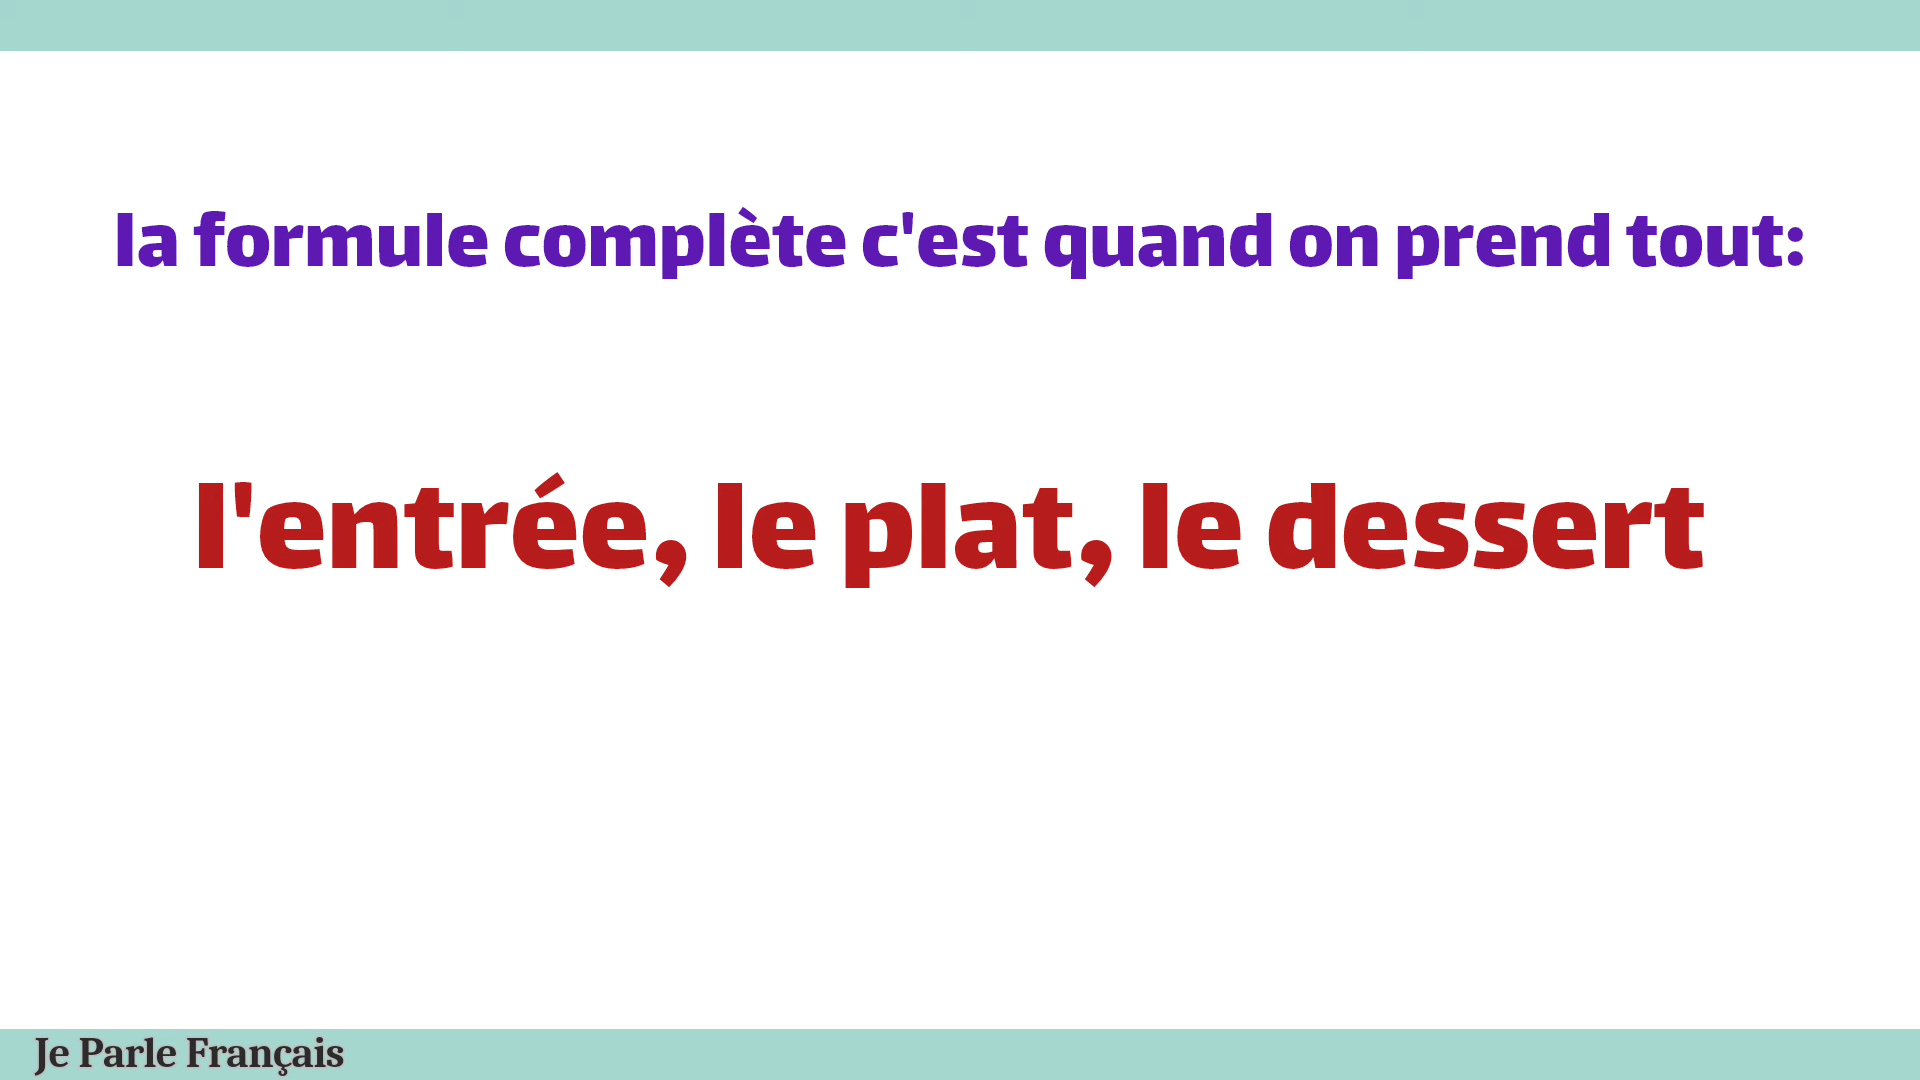 la formule complète c'est quand on prend tout:
l'entrée, le plat, le dessert
Je Parle Français